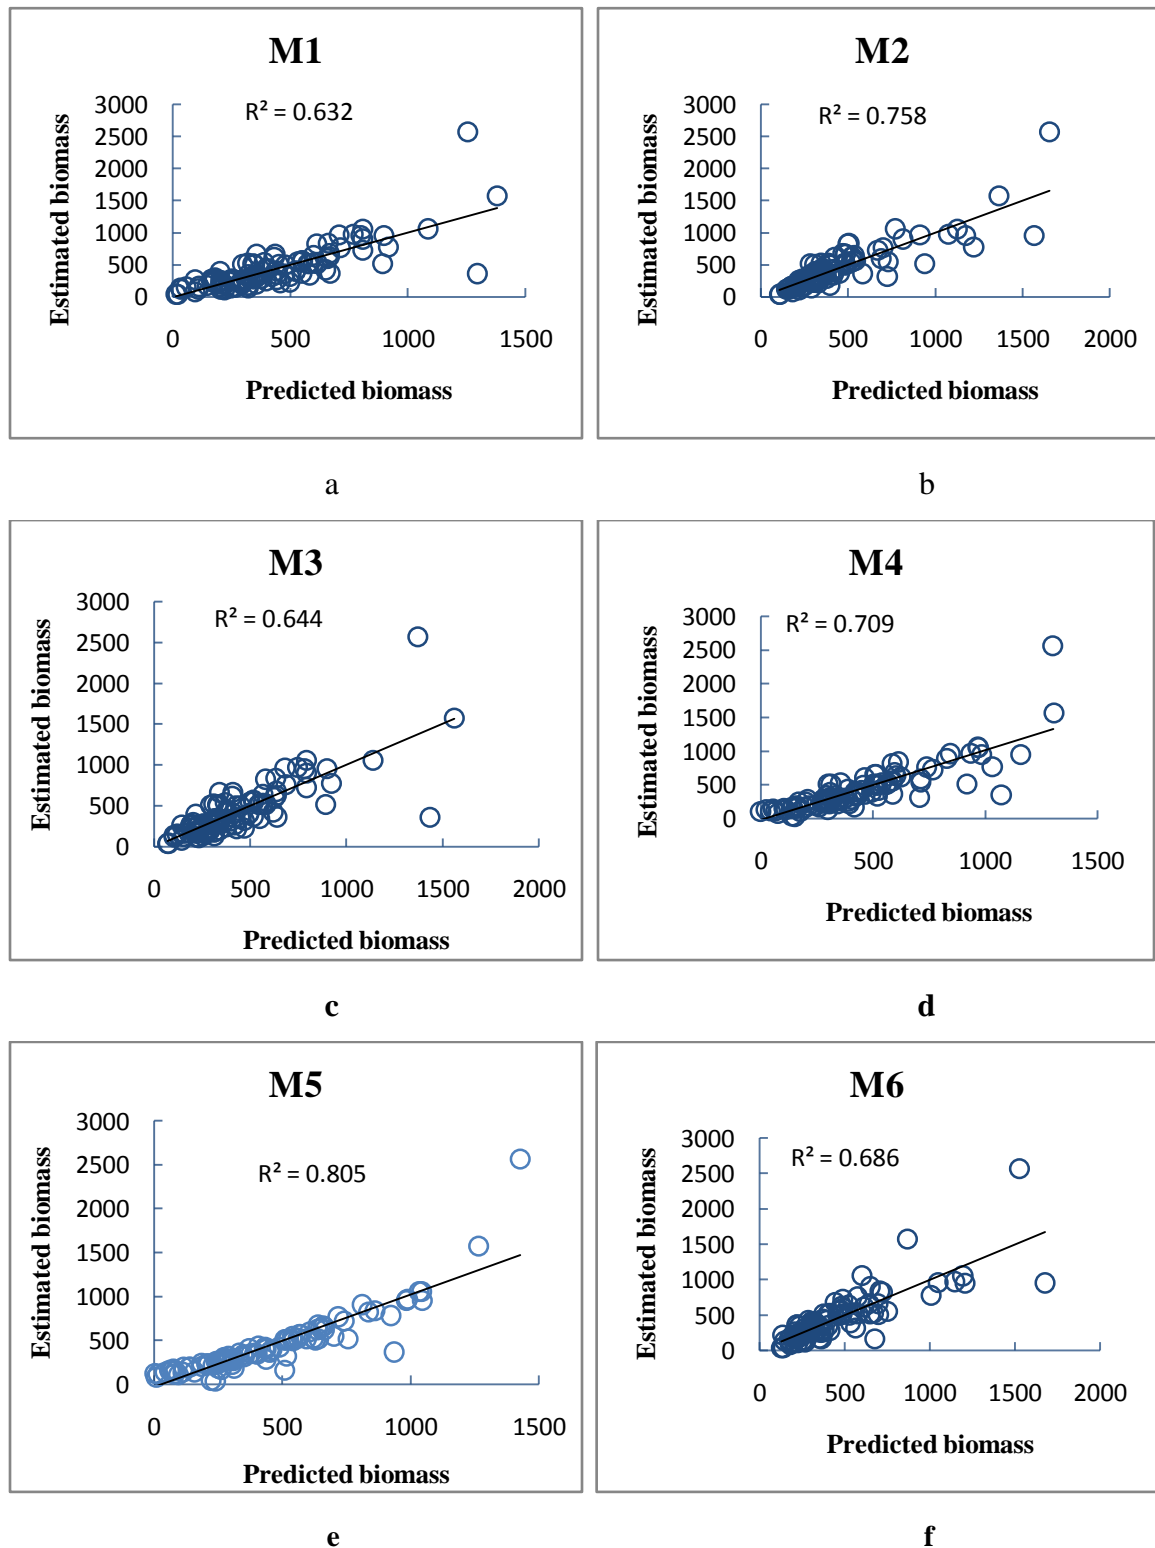 M1
R² = 0.632
3000
2500
2000
1500
1000
500
0
0 500 1000 1500
Estimated biomass
Predicted biomass
a
M2
R² = 0.758
3000
2500
2000
1500
1000
500
0
0 500 1000 1500 2000
Estimated biomass
Predicted biomass
b
M3
R² = 0.644
3000
2500
2000
1500
1000
500
0
0 500 1000 1500 2000
Estimated biomass
Predicted biomass
c
M4
R² = 0.709
3000
2500
2000
1500
1000
500
0
0 500 1000 1500
Estimated biomass
Predicted biomass
d
M5
R² = 0.805
3000
2500
2000
1500
1000
500
0
0 500 1000 1500
Estimated biomass
Predicted biomass
e
M6
R² = 0.686
3000
2500
2000
1500
1000
500
0
0 500 1000 1500 2000
Estimated biomass
Predicted biomass
f